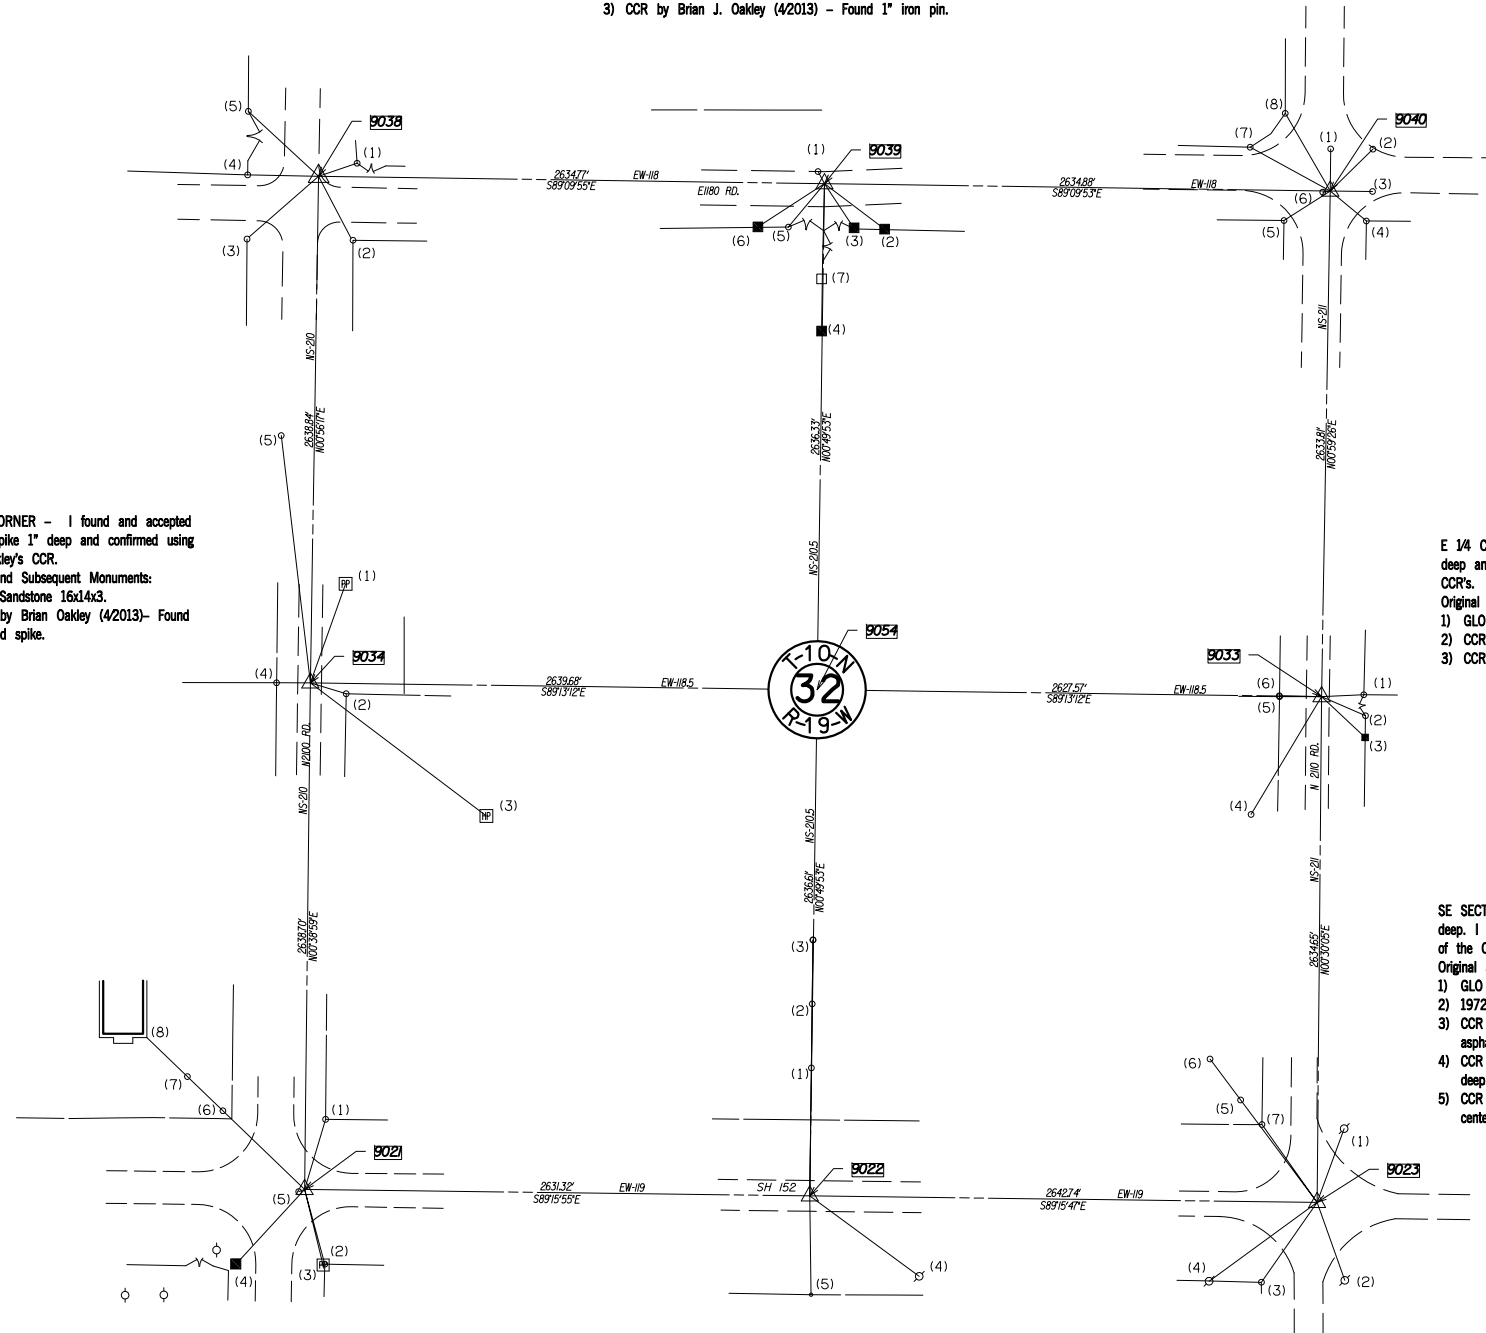 3) CCR by Brian J. Oakley (4/2013) – Found 1" iron pin.
(5)
9038
(1)
(4)
(3)
(2)
2634.77'
S89°09'55"E
EW-118
E1180 RD.
(1)
9039
(6)
(5)
(3)
(2)
(7)
(4)
2634.88'
S89°09'53"E
EW-118
(8)
(7)
(1)
9040
(2)
(6)
(3)
(5)
(4)
NS-210
2638.84'
N00°56'17"E
2636.33'
N00°49'53"E
NS-210.5
NS-211
2633.81'
N00°59'26"E
ORNER – I found and accepted
pike 1" deep and confirmed using
kley's CCR.
nd Subsequent Monuments:
Sandstone 16x14x3.
by Brian Oakley (4/2013)– Found
d spike.
(5)
PP
(1)
9034
(4)
(2)
MP
(3)
N2100 RD.
NS-210
2639.68'
S89°13'12"E
EW-118.5
T-10-N
32
R-19-W
9054
2627.57'
S89°13'12"E
EW-118.5
9033
(6)
(5)
(1)
(2)
(3)
(4)
N 2110 RD.
E 1/4 C
deep an
CCR's.
Original
1) GLO
2) CCR
3) CCR
2638.70'
N00°38'59"E
NS-210.5
2636.61'
N00°49'53"E
NS-211
2634.65'
N00°30'05"E
SE SECT
deep. I
of the C
Original
1) GLO
2) 1972
3) CCR
aspha
4) CCR
deep
5) CCR
cente
(8)
(7)
(6)
(1)
9021
(5)
(4)
(3)
(2)
2631.32'
S89°15'55"E
EW-119
(3)
(2)
(1)
SH 152
9022
(4)
(5)
2642.74'
S89°15'47"E
EW-119
(6)
(5)
(7)
(1)
9023
(4)
(3)
(2)